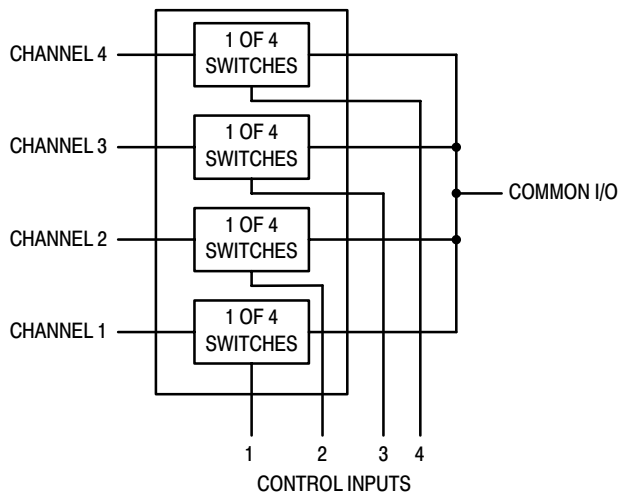 CHANNEL 4
1 OF 4
SWITCHES
CHANNEL 3
1 OF 4
SWITCHES
COMMON I/O
CHANNEL 2
1 OF 4
SWITCHES
CHANNEL 1
1 OF 4
SWITCHES
1 2 3 4
CONTROL INPUTS